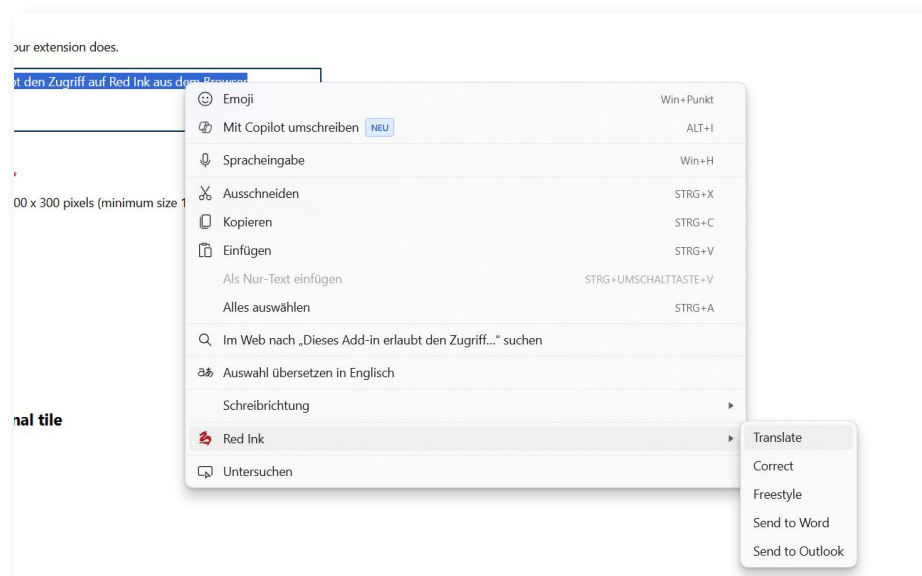 our extension does.
den Zugriff auf Red Ink aus dem Browser
Emoji Win+Punkt
Mit Copilot umschreiben NEU ALT+I
Spracheingabe Win+H
*
00 x 300 pixels (minimum size 1
Ausschneiden STRG+X
Kopieren STRG+C
Einfügen STRG+V
Als Nur-Text einfügen STRG+UMSCHALTTASTE+V
Alles auswählen STRG+A
Im Web nach „Dieses Add-in erlaubt den Zugriff...“ suchen
Auswahl übersetzen in Englisch
Schreibrichtung
nal tile
Red Ink
Untersuchen
Translate
Correct
Freestyle
Send to Word
Send to Outlook